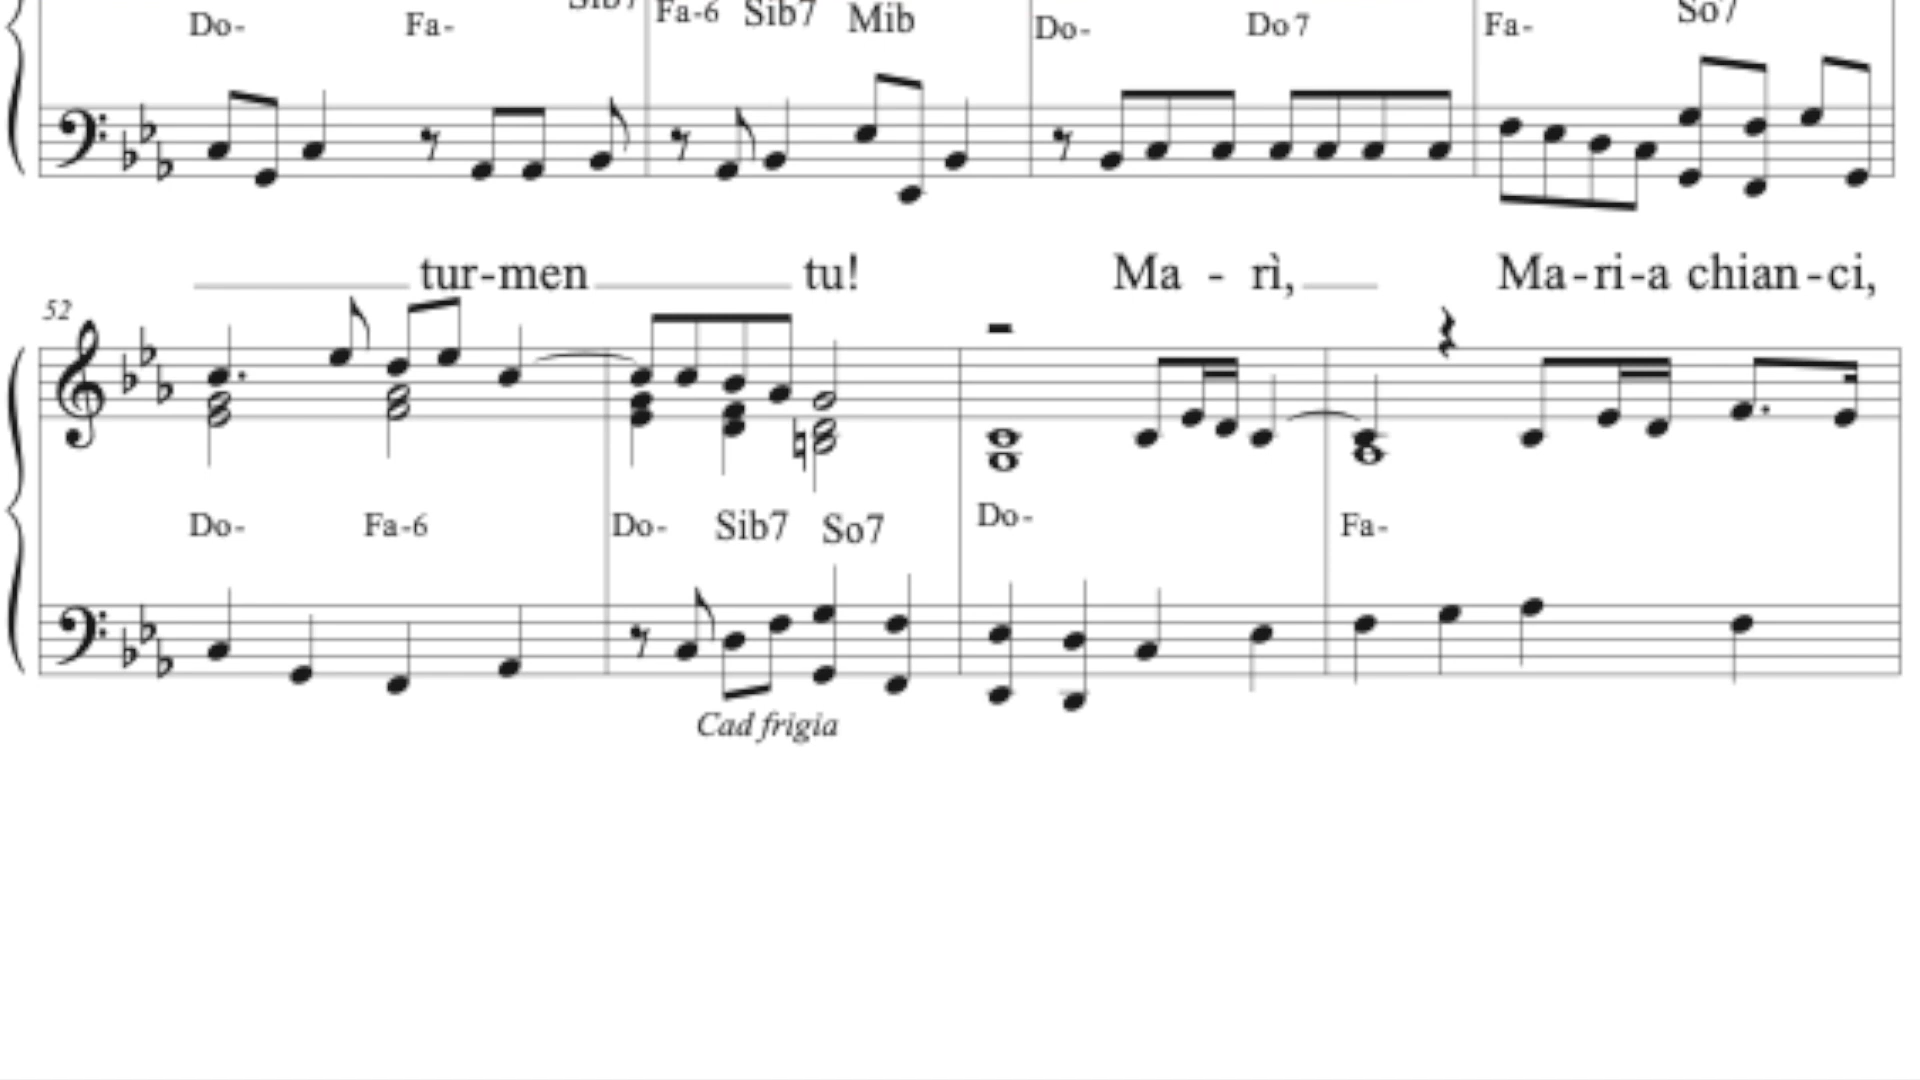 Do- Fa- Sib7 Fa-6 Sib7 Mib Do- Do7 Fa- So7
tur-men tu! Ma - rì, Ma-ri-a chian-ci,
52
Do- Fa-6 Do- Sib7 So7 Do- Fa-
Cad frigia